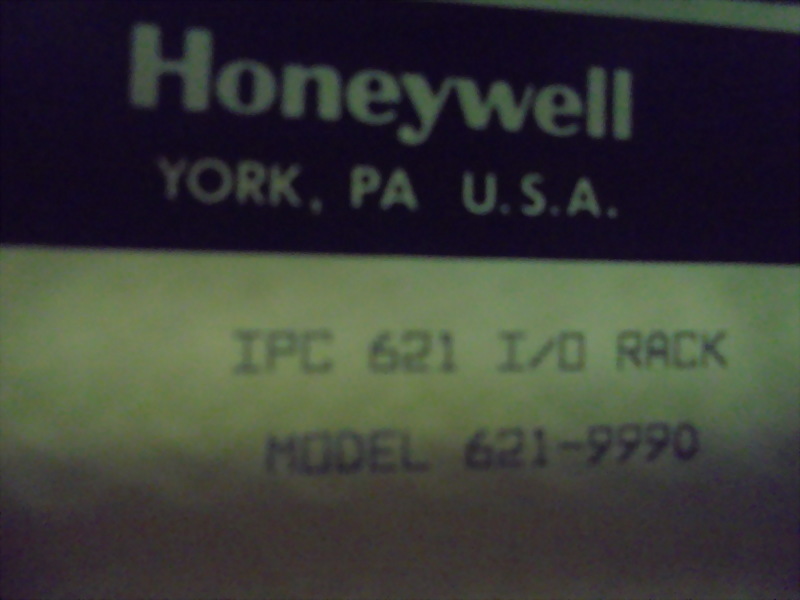 Honeywell
YORK, PA U.S.A.
IPC 621 I/O RACK
MODEL 621-9990